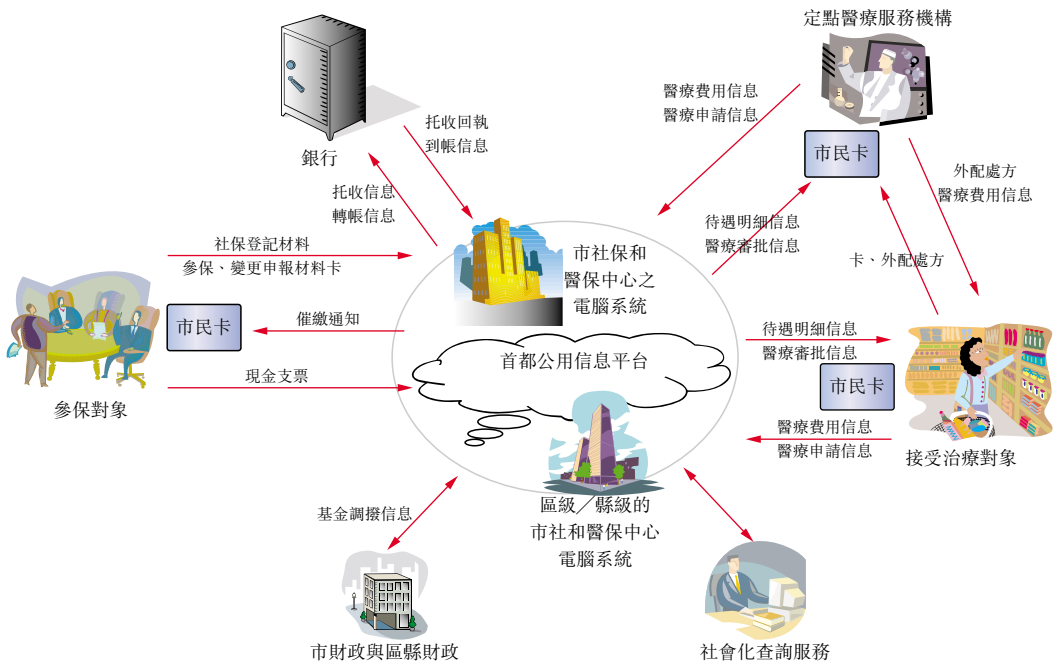 定點醫療服務機構
醫療費用信息
醫療申請信息
托收回執
到帳信息
銀行
市民卡
外配處方
醫療費用信息
托收信息
轉帳信息
待遇明細信息
醫療審批信息
社保登記材料
參保、變更申報材料卡
市社保和
醫保中心之
電腦系統
卡、外配處方
市民卡
催繳通知
待遇明細信息
醫療審批信息
首都公用信息平台
現金支票
市民卡
參保對象
醫療費用信息
醫療申請信息
接受治療對象
區級／縣級的
市社和醫保中心
電腦系統
基金調撥信息
市財政與區縣財政
社會化查詢服務